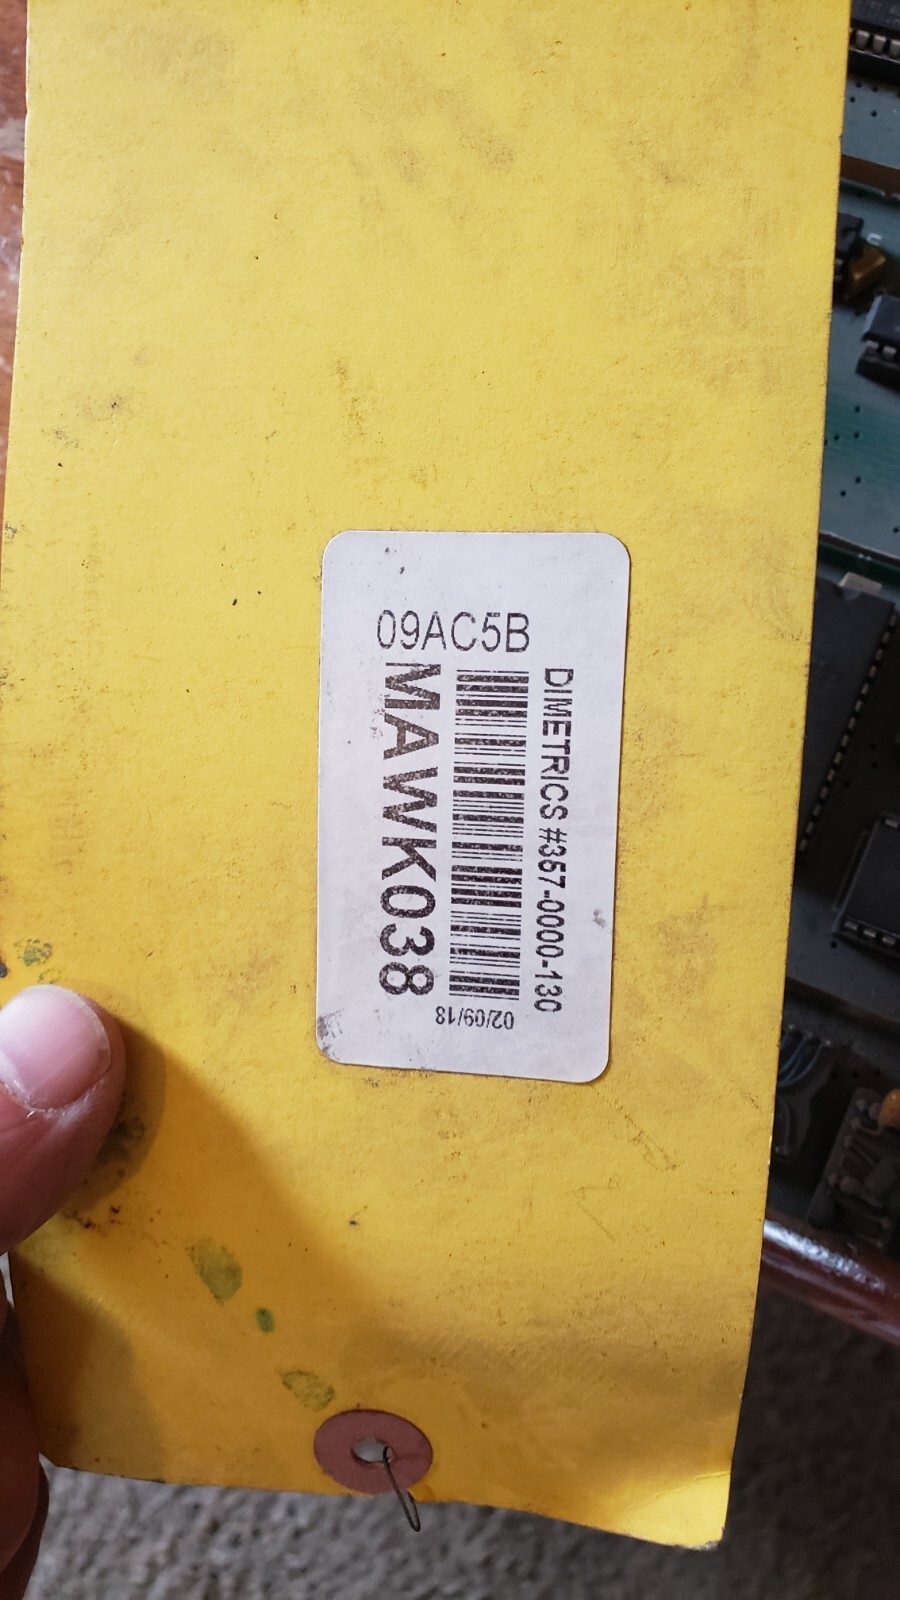 09AC5B
DIMETRICS #357-0000-130
MAWK038
02/09/18